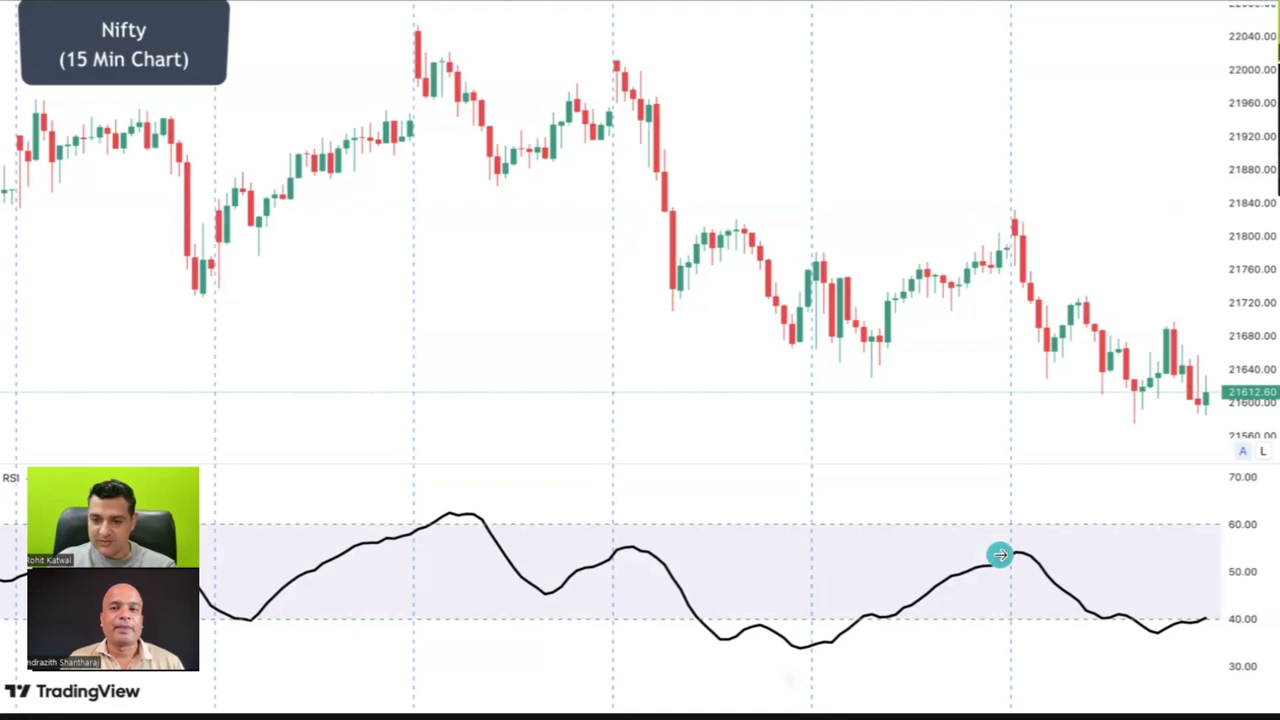 Nifty
(15 Min Chart)
22040.00
22000.00
21960.00
21920.00
21880.00
21840.00
21800.00
21760.00
21720.00
21680.00
21640.00
21612.60
21600.00
21560.00
A L
RSI
70.00
60.00
50.00
40.00
30.00
Rohit Katwal
ndrazith Shantharaj
TradingView